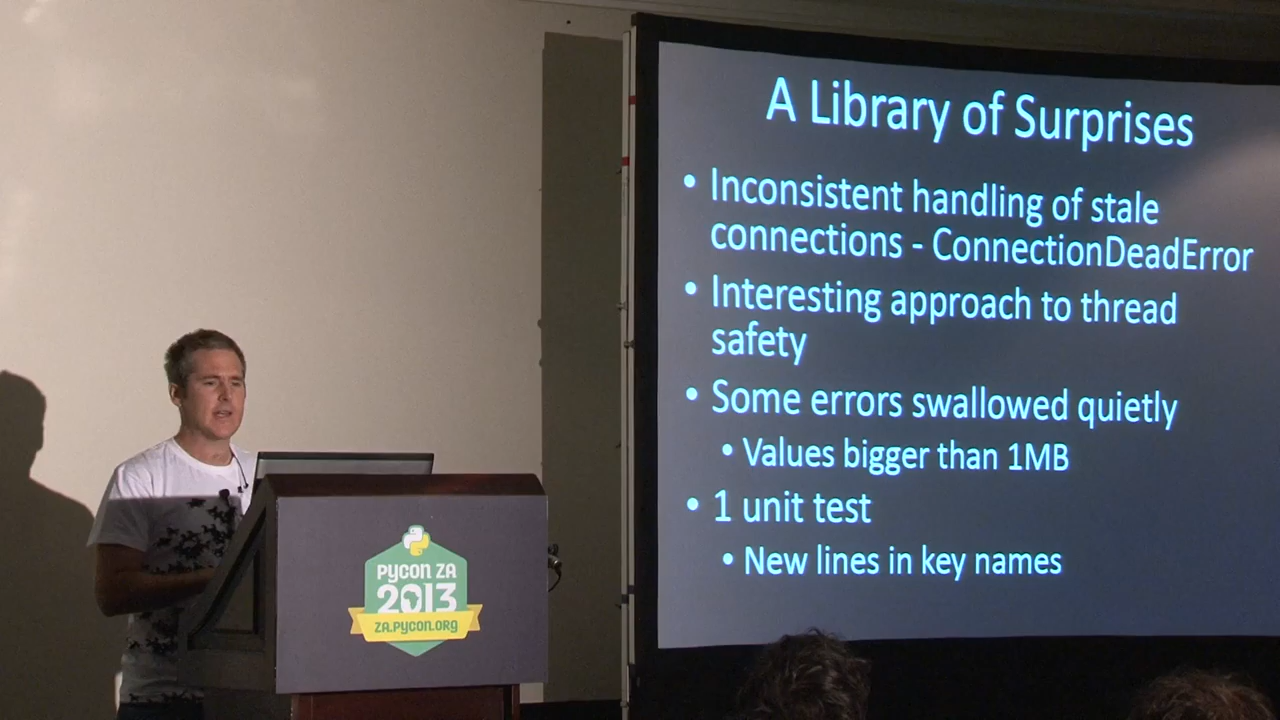 A Library of Surprises
• Inconsistent handling of stale
connections - ConnectionDeadError
• Interesting approach to thread
safety
• Some errors swallowed quietly
• Values bigger than 1MB
• 1 unit test
• New lines in key names
PYCON ZA
2013
ZA.PYCON.ORG